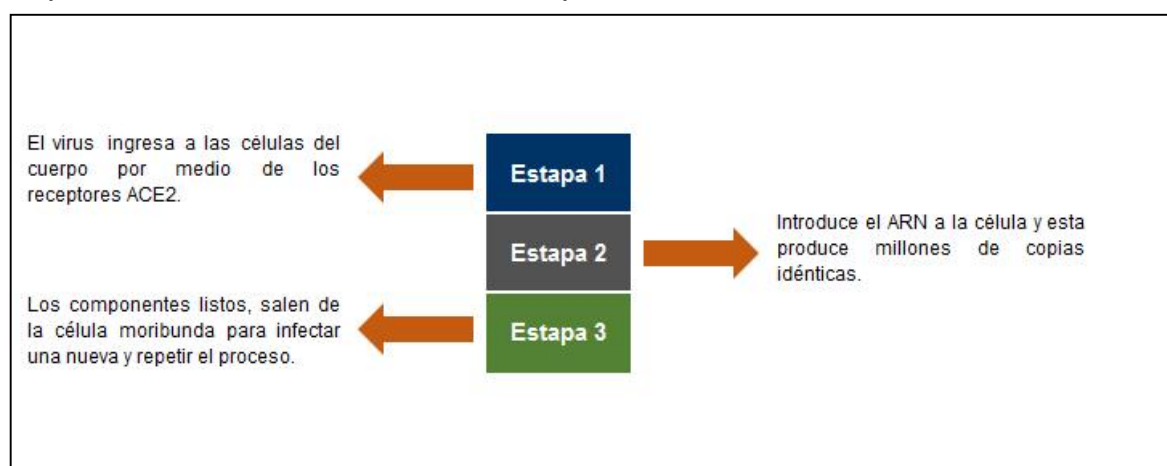 El virus ingresa a las células del
cuerpo por medio de los
receptores ACE2.
Estapa 1
Estapa 2
Introduce el ARN a la célula y esta
produce millones de copias
idénticas.
Los componentes listos, salen de
la célula moribunda para infectar
una nueva y repetir el proceso.
Estapa 3